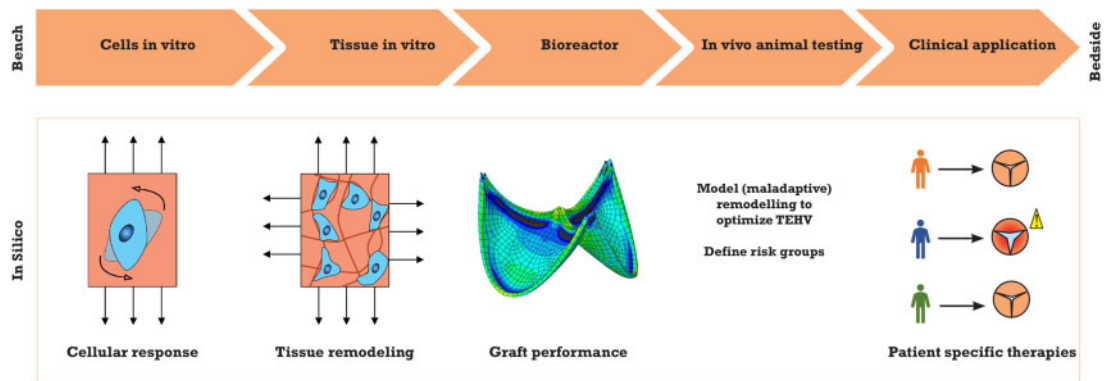 Bench
Cells in vitro
Tissue in vitro
Bioreactor
In vivo animal testing
Clinical application
Bedside
In Silico
Model (maladaptive)
remodelling to
optimize TEHV
Define risk groups
Cellular response
Tissue remodeling
Graft performance
Patient specific therapies